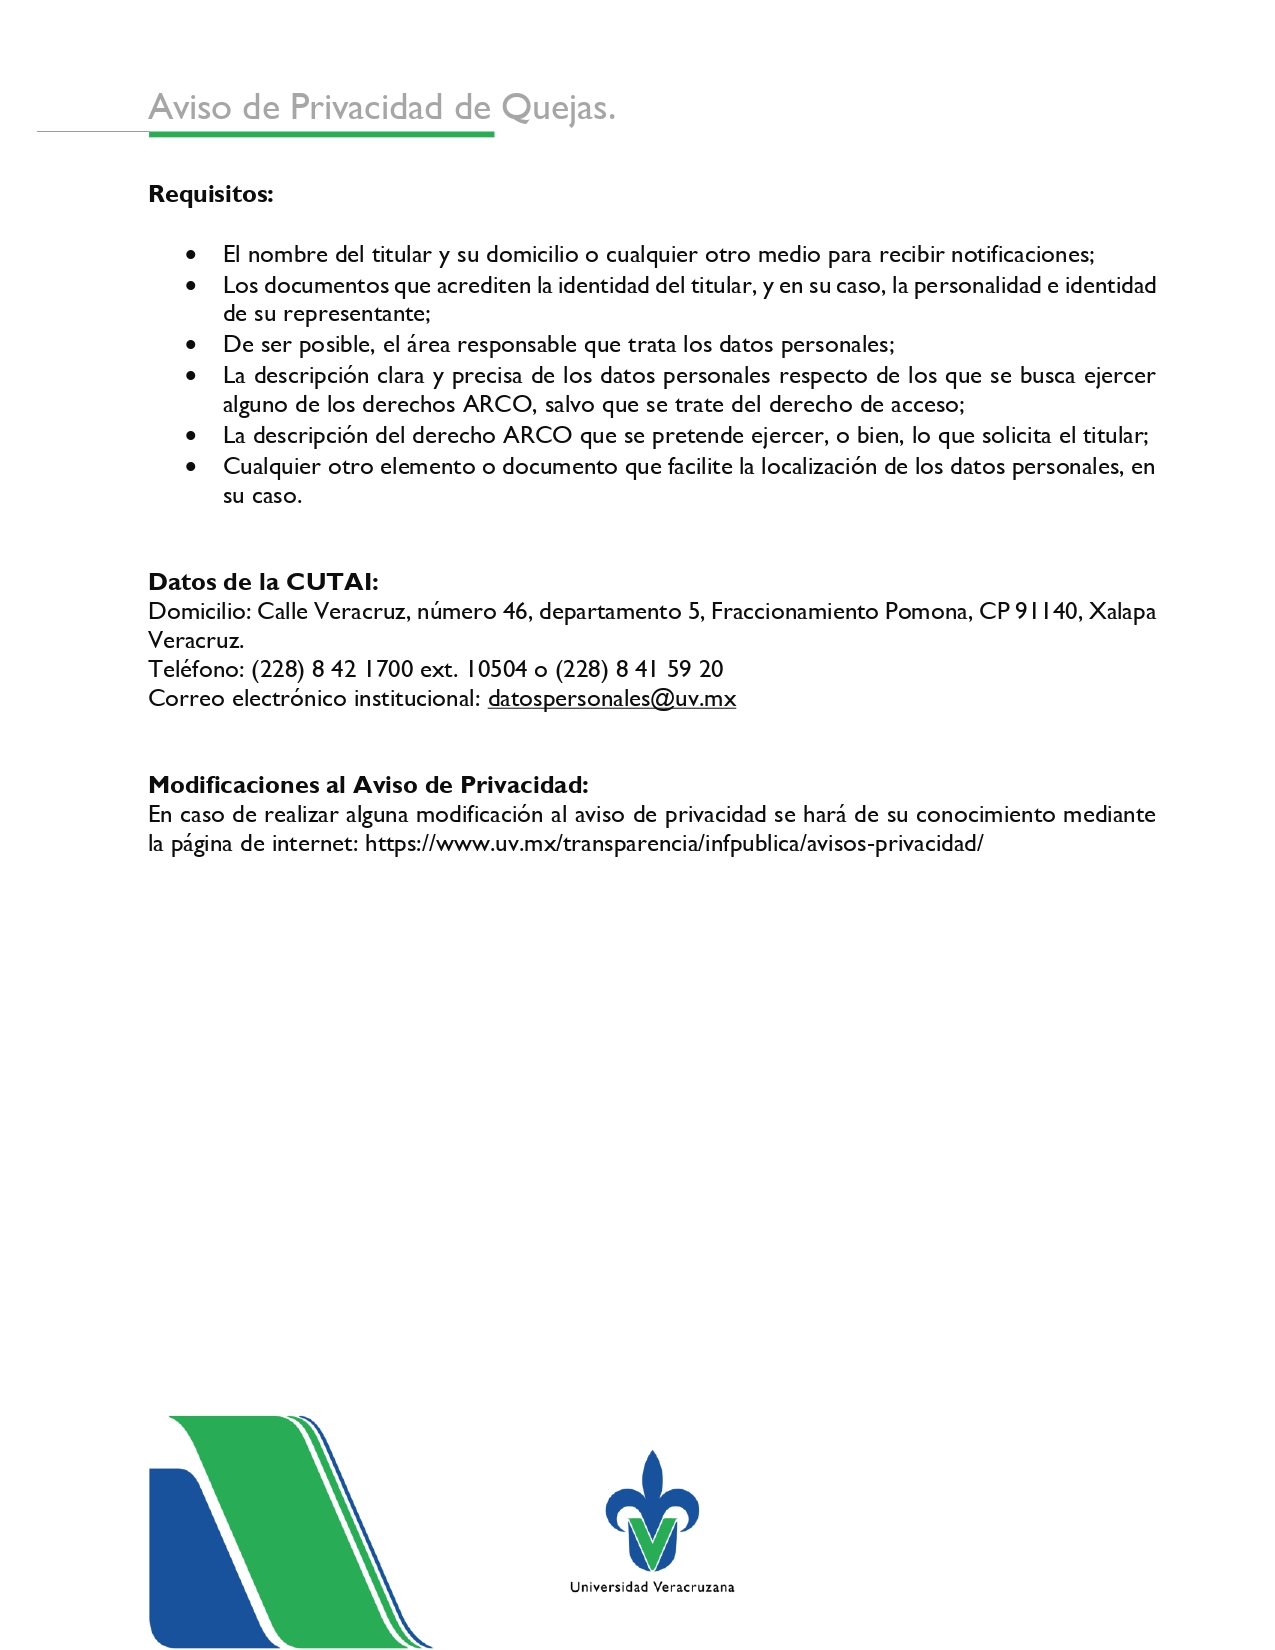 Aviso de Privacidad de Quejas.
Requisitos:
• El nombre del titular y su domicilio o cualquier otro medio para recibir notificaciones;
• Los documentos que acrediten la identidad del titular, y en su caso, la personalidad e identidad
de su representante;
• De ser posible, el área responsable que trata los datos personales;
• La descripción clara y precisa de los datos personales respecto de los que se busca ejercer
alguno de los derechos ARCO, salvo que se trate del derecho de acceso;
• La descripción del derecho ARCO que se pretende ejercer, o bien, lo que solicita el titular;
• Cualquier otro elemento o documento que facilite la localización de los datos personales, en
su caso.
Datos de la CUTAI:
Domicilio: Calle Veracruz, número 46, departamento 5, Fraccionamiento Pomona, CP 91140, Xalapa
Veracruz.
Teléfono: (228) 8 42 1700 ext. 10504 o (228) 8 41 59 20
Correo electrónico institucional: datospersonales@uv.mx
Modificaciones al Aviso de Privacidad:
En caso de realizar alguna modificación al aviso de privacidad se hará de su conocimiento mediante
la página de internet: https://www.uv.mx/transparencia/infpublica/avisos-privacidad/
Universidad Veracruzana